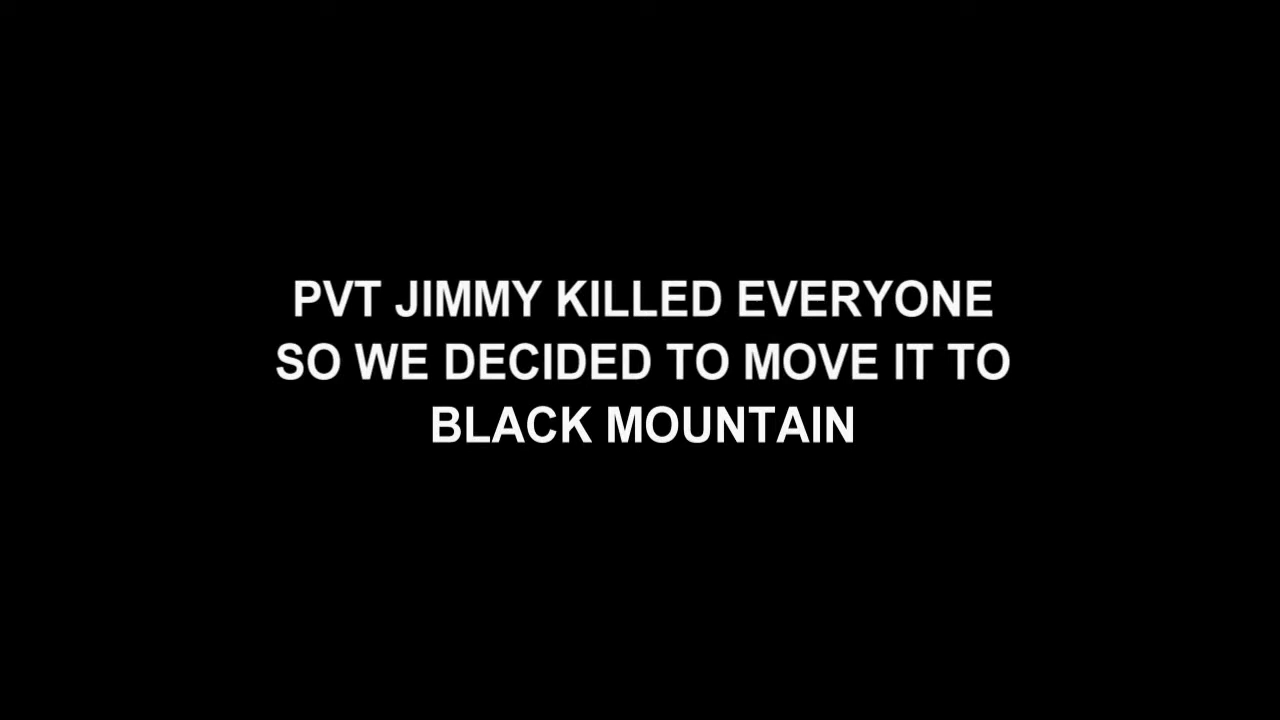 PVT JIMMY KILLED EVERYONE
SO WE DECIDED TO MOVE IT TO
BLACK MOUNTAIN